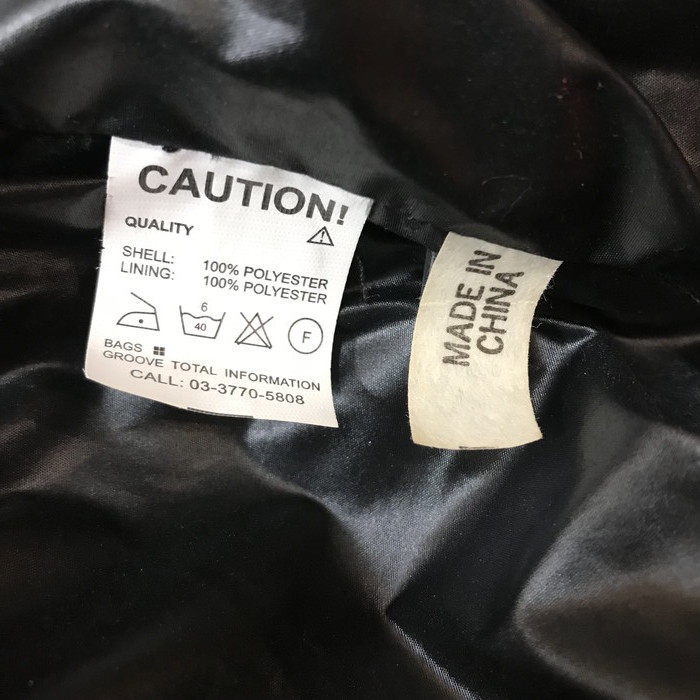 CAUTION!
QUALITY
SHELL: 100% POLYESTER
LINING: 100% POLYESTER
6
40
F
BAGS
GROOVE TOTAL INFORMATION
CALL: 03-3770-5808
MADE IN
CHINA